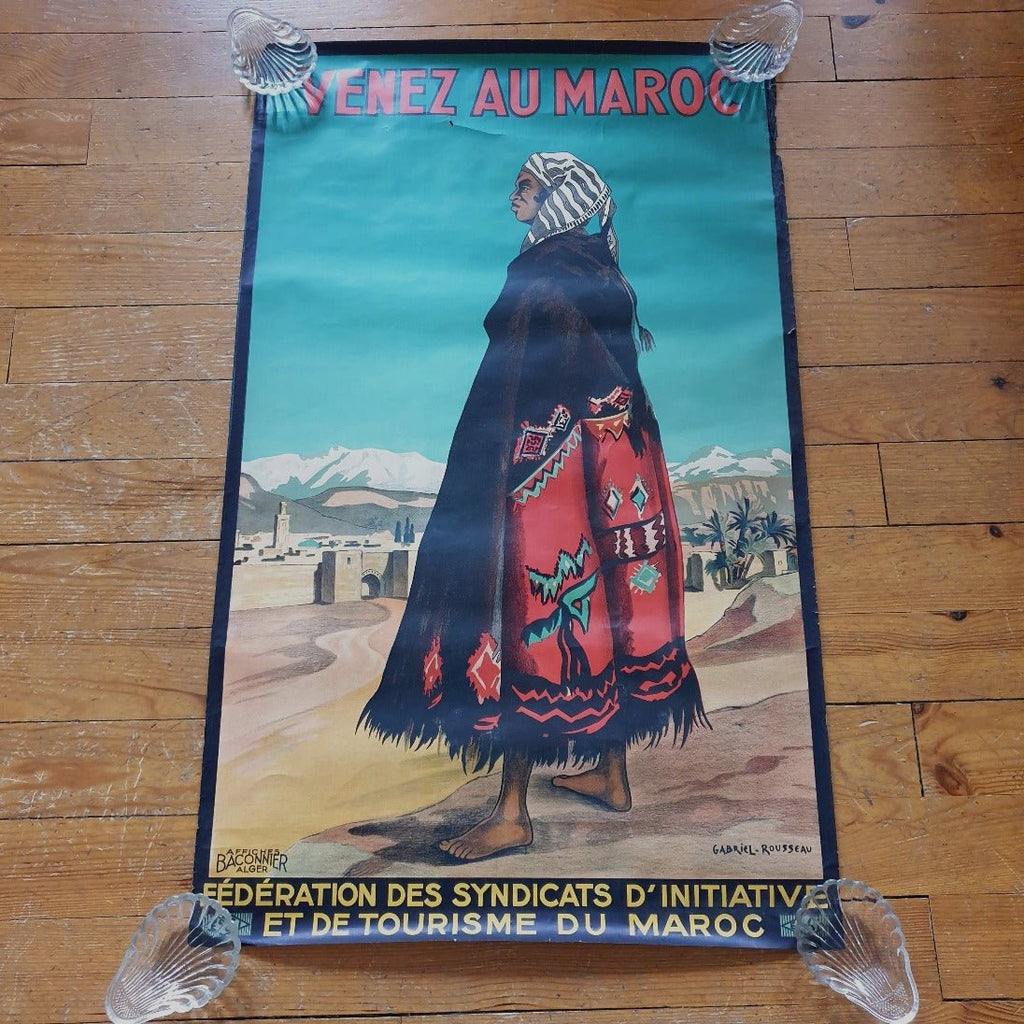 VENEZ AU MAROC
AFFICHES
BACONNIER
ALGER
GABRIEL-ROUSSEAU
FÉDÉRATION DES SYNDICATS D'INITIATIVE
ET DE TOURISME DU MAROC